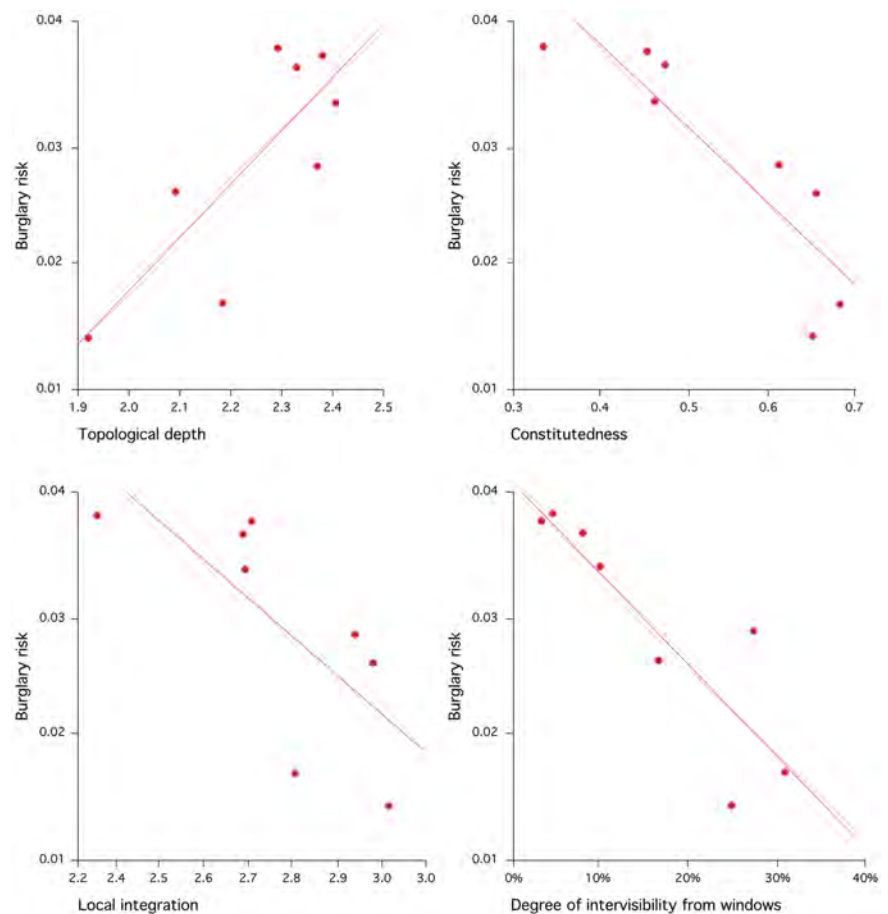 0.04
0.03
0.02
0.01
Burglary risk
1.9 2.0 2.1 2.2 2.3 2.4 2.5
Topological depth
0.04
0.03
0.02
0.01
Burglary risk
0.3 0.4 0.5 0.6 0.7
Constitutedness
0.04
0.03
0.02
0.01
Burglary risk
2.2 2.4 2.5 2.6 2.7 2.8 2.9 3.0 3.0
Local integration
0.04
0.03
0.02
0.01
Burglary risk
0% 10% 20% 30% 40%
Degree of intervisibility from windows